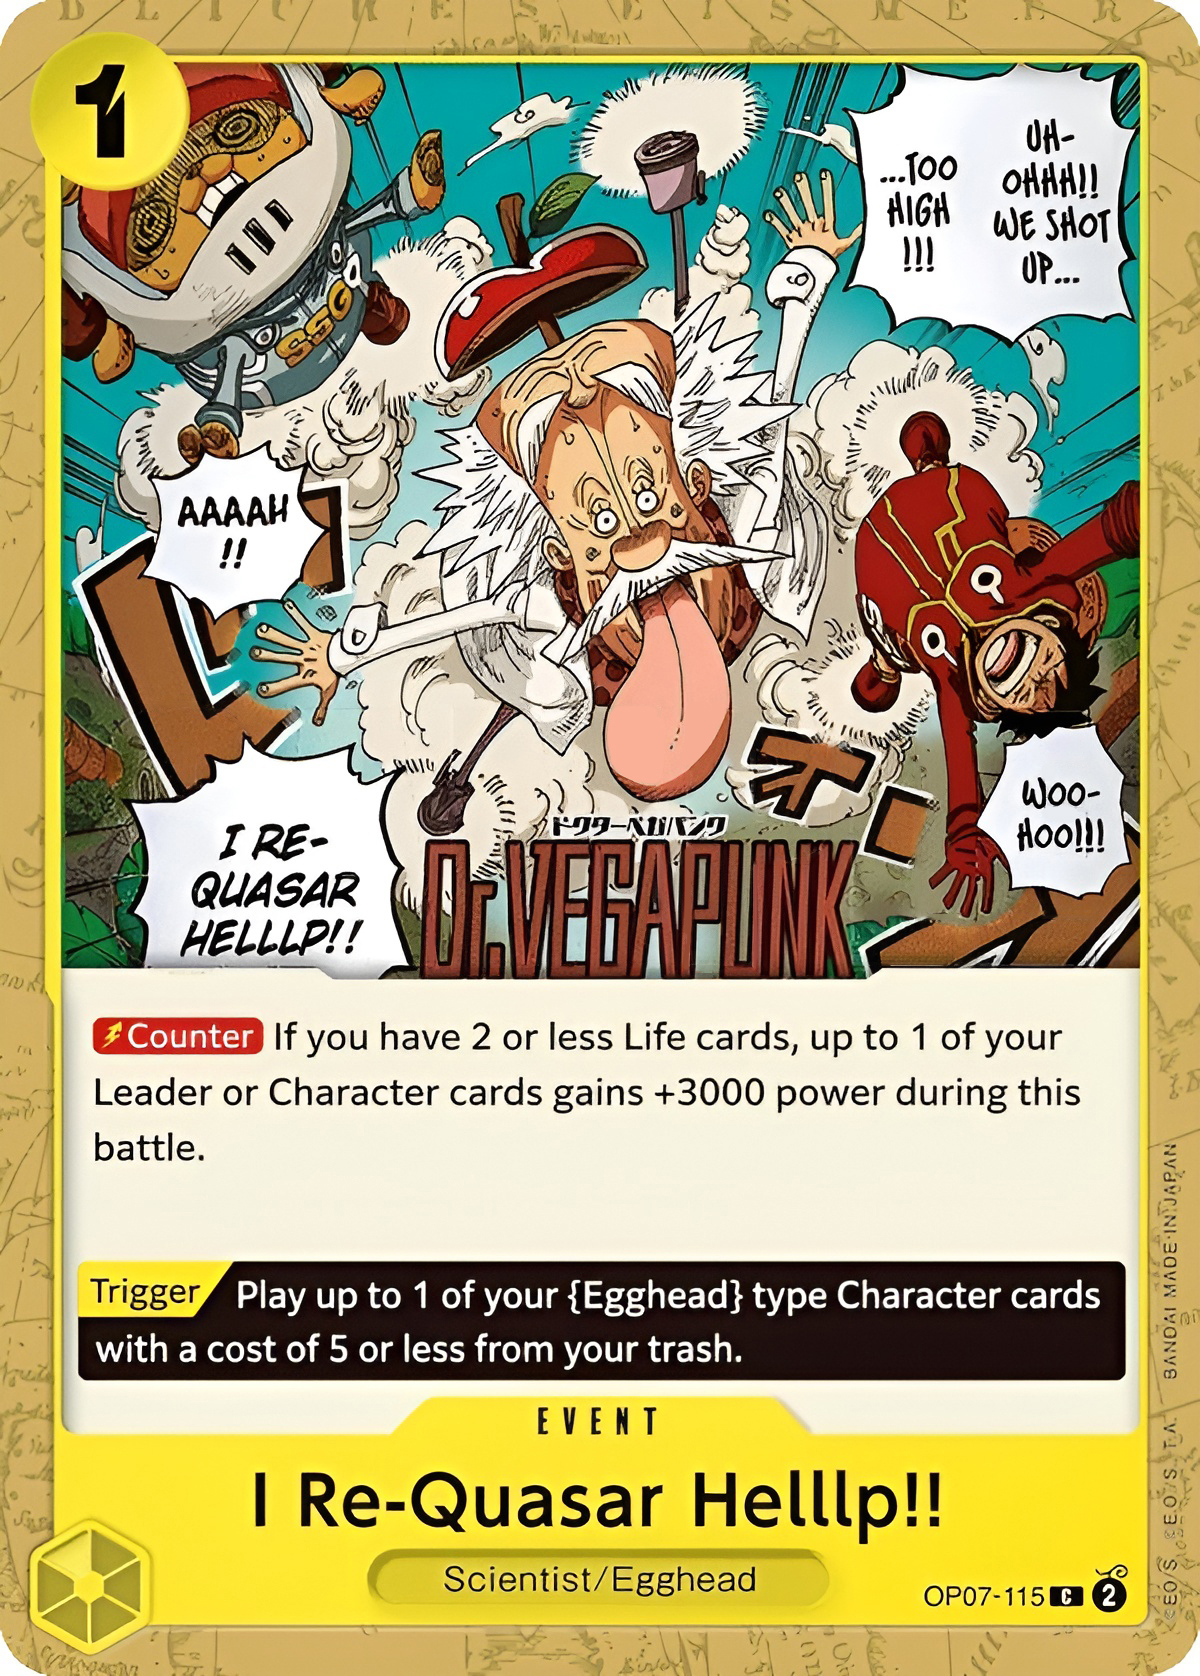 1
UH-
OHHH!!
WE SHOT
UP...
...TOO
HIGH
!!!
SSG
AAAAH
!!
WOO-
HOO!!!
I RE-
QUASAR
HELLLP!!
ドクターベガパンク
Dr.VEGAPUNK
Counter If you have 2 or less Life cards, up to 1 of your
Leader or Character cards gains +3000 power during this
battle.
Trigger Play up to 1 of your {Egghead} type Character cards
with a cost of 5 or less from your trash.
EVENT
I Re-Quasar Helllp!!
Scientist/Egghead
OP07-115 C 2
BANDAI MADE IN JAPAN